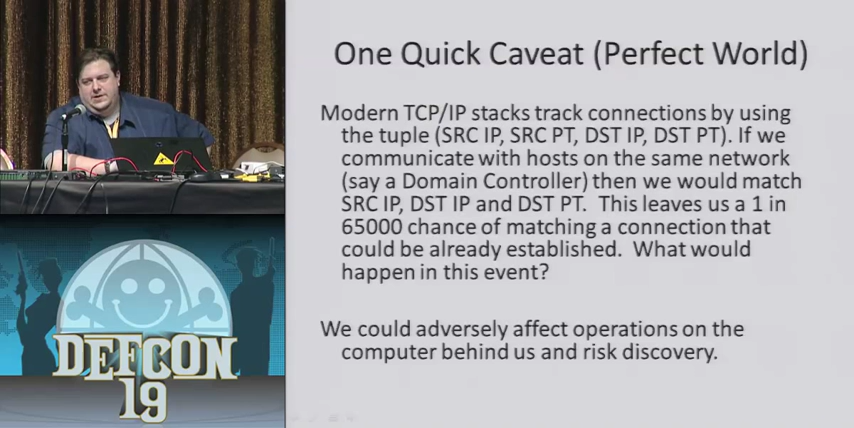 One Quick Caveat (Perfect World)
Modern TCP/IP stacks track connections by using
the tuple (SRC IP, SRC PT, DST IP, DST PT). If we
communicate with hosts on the same network
(say a Domain Controller) then we would match
SRC IP, DST IP and DST PT. This leaves us a 1 in
65000 chance of matching a connection that
could be already established. What would
happen in this event?
We could adversely affect operations on the
computer behind us and risk discovery.
DEFCON
19